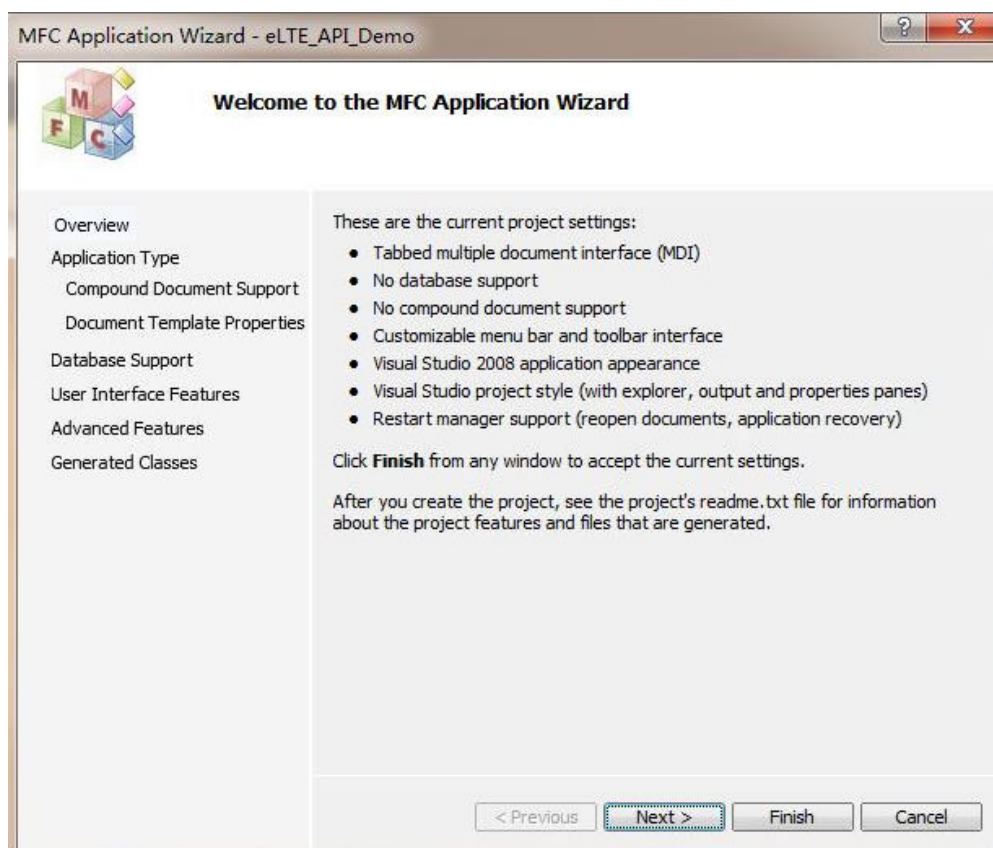 MFC Application Wizard - eLTE_API_Demo
M
F C
Welcome to the MFC Application Wizard
Overview
Application Type
Compound Document Support
Document Template Properties
Database Support
User Interface Features
Advanced Features
Generated Classes
These are the current project settings:
• Tabbed multiple document interface (MDI)
• No database support
• No compound document support
• Customizable menu bar and toolbar interface
• Visual Studio 2008 application appearance
• Visual Studio project style (with explorer, output and properties panes)
• Restart manager support (reopen documents, application recovery)
Click Finish from any window to accept the current settings.
After you create the project, see the project's readme.txt file for information
about the project features and files that are generated.
< Previous Next > Finish Cancel